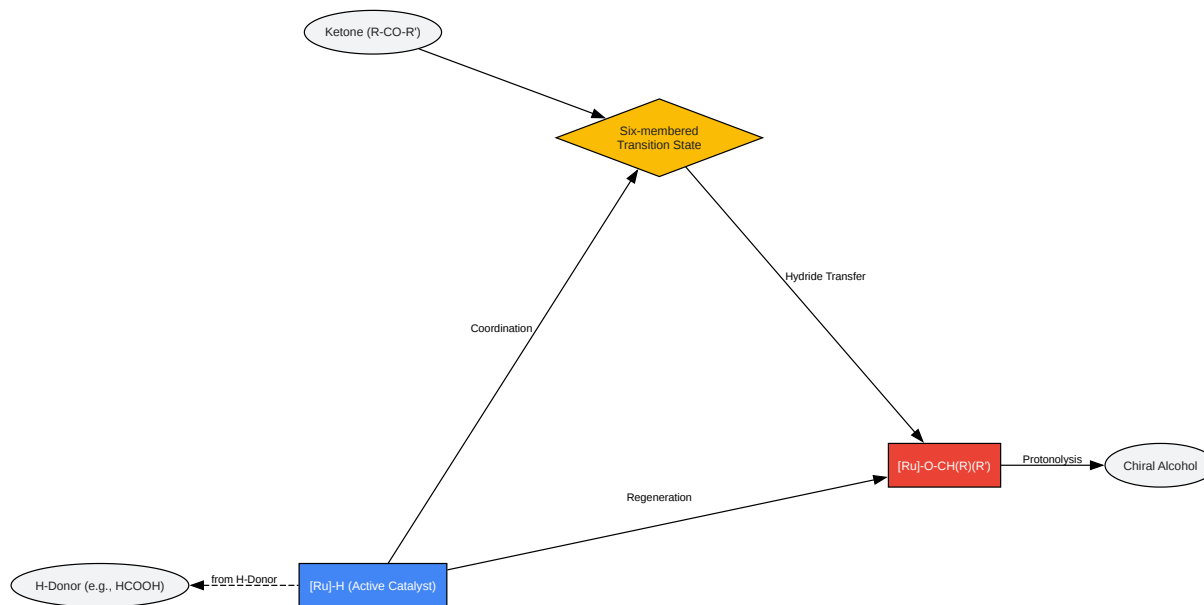 Ketone (R-CO-R')
Six-membered
Transition State
Hydride Transfer
Coordination
[Ru]-O-CH(R)(R')
Protonolysis
Chiral Alcohol
Regeneration
H-Donor (e.g., HCOOH)
from H-Donor
[Ru]-H (Active Catalyst)